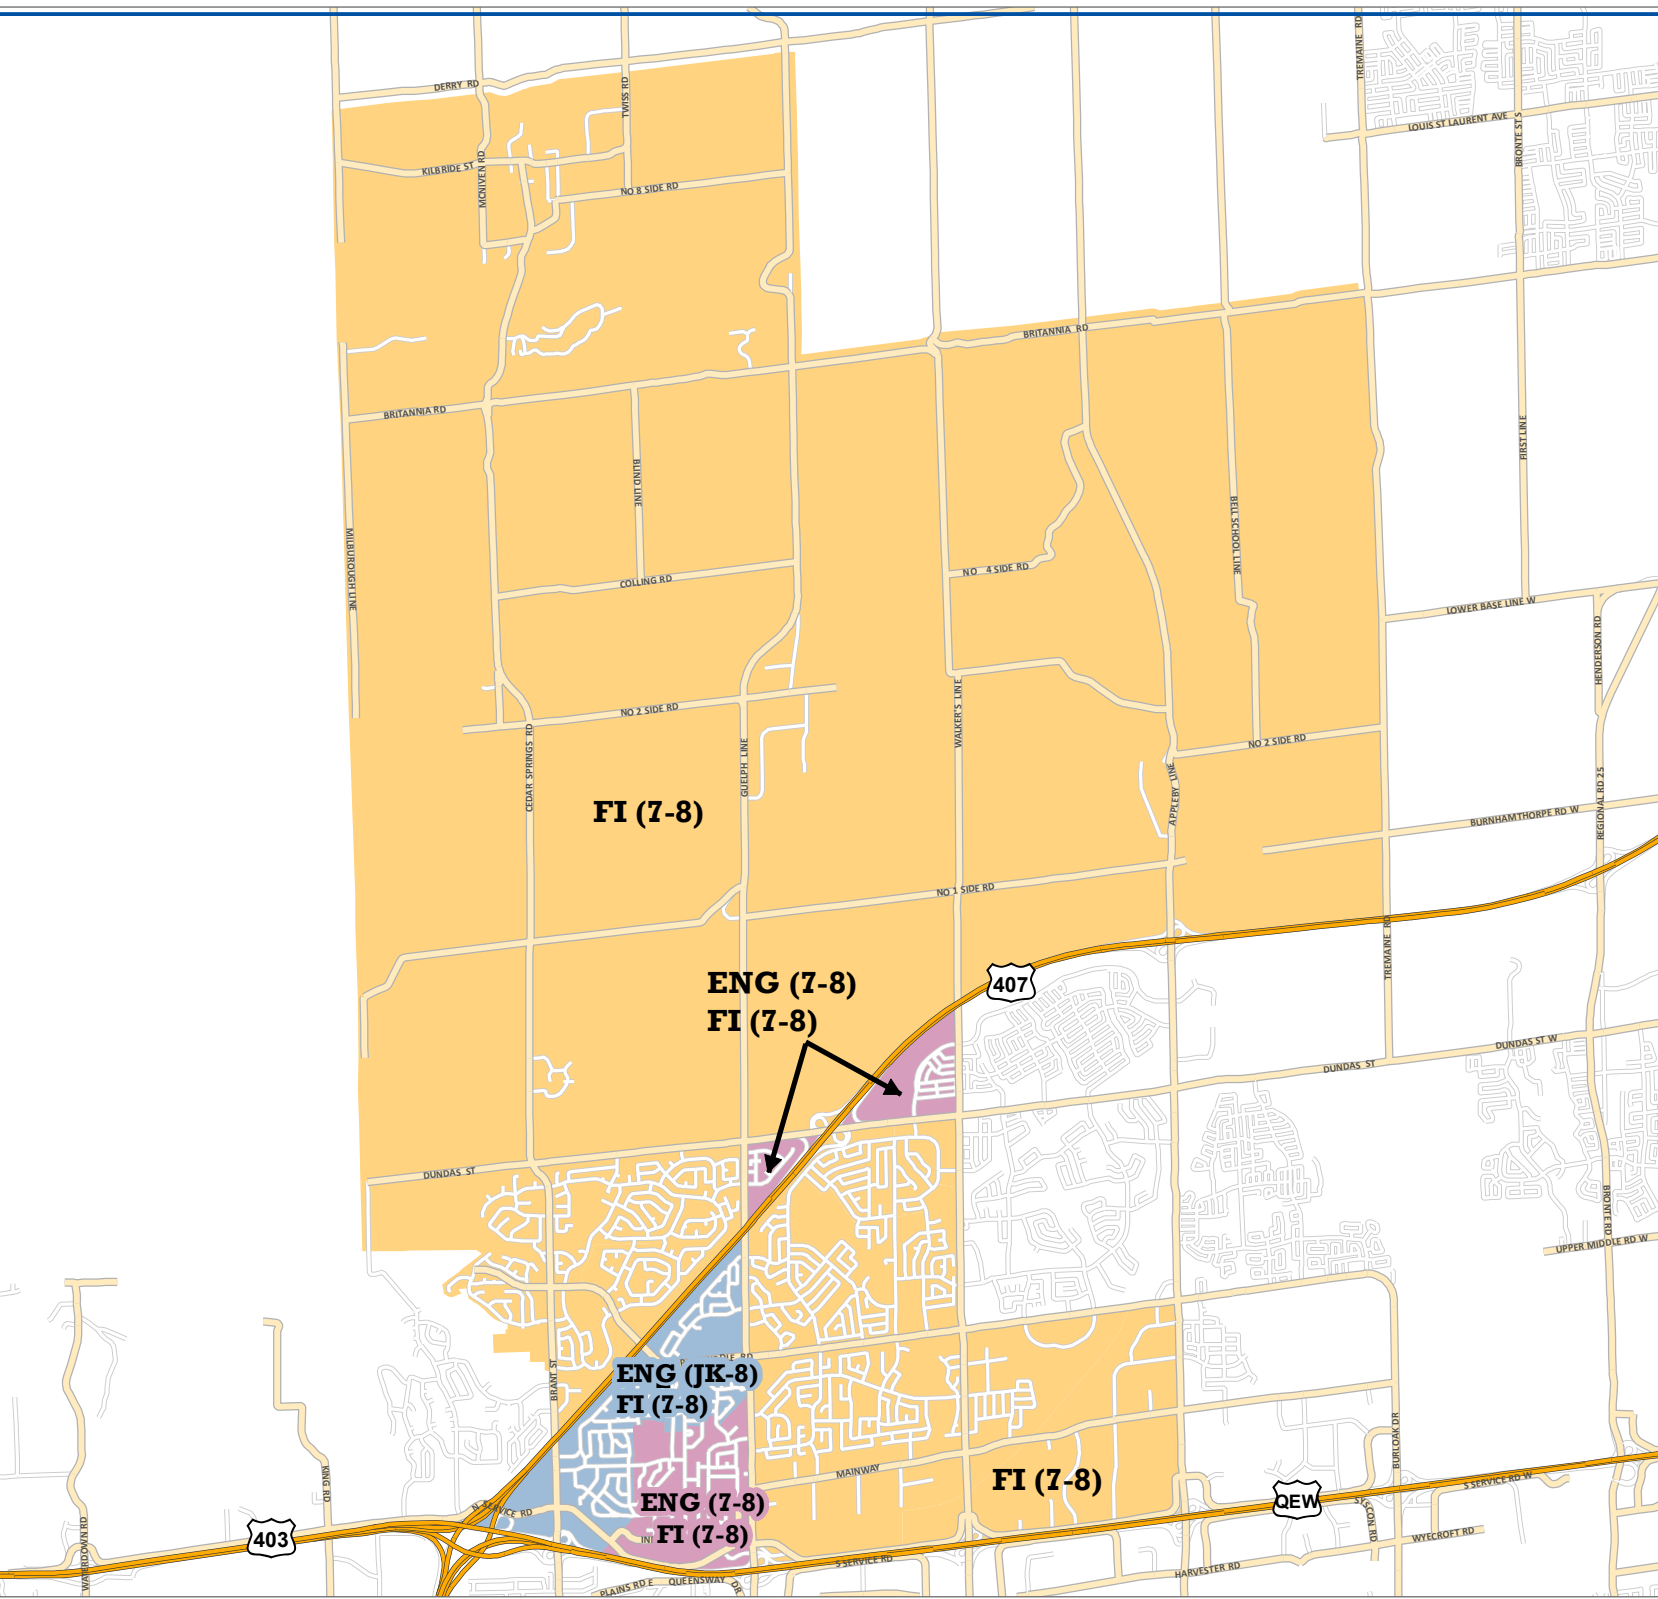 TREMAINE RD
DERRY RD
TWISS RD
LOUIS ST LAURENT AVE
BRONTE ST S
KILBRIDE ST
MCNIVEN RD
NO 8 SIDE RD
BRITANNIA RD
BRITANNIA RD
FIRST LINE
BLIND LINE
BELL SCHOOL LINE
MILBUROUGH LINE
NO 4 SIDE RD
COLLING RD
LOWER BASE LINE W
HENDERSON RD
NO 2 SIDE RD
WALKER'S LINE
CEDAR SPRINGS RD
GUELPH LINE
NO 2 SIDE RD
APPLEBY LINE
REGIONAL RD 25
FI (7-8)
BURNHAMTHORPE RD W
NO 1 SIDE RD
TREMAINE RD
ENG (7-8)
FI (7-8)
407
DUNDAS ST W
DUNDAS ST
DUNDAS ST
BRONTE RD
UPPER MIDDLE RD W
BRANT ST
DLE RD
ENG (JK-8)
FI (7-8)
BURLOAK DR
KING RD
MAINWAY
FI (7-8)
S SERVICE RD W
ENG (7-8)
FI (7-8)
QEW
N SERVICE RD
403
WATERDOWN RD
SYSCON RD
WYECROFT RD
S SERVICE RD
HARVESTER RD
PLAINS RD E
QUEENSWAY DR